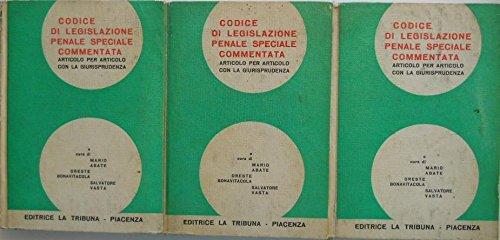 CODICE
DI LEGISLAZIONE
PENALE SPECIALE
COMMENTATA
ARTICOLO PER ARTICOLO
CON LA GIURISPRUDENZA
a
cura di
MARIO
ABATE
ORESTE
BONAVITACOLA
SALVATORE
VASTA
EDITRICE LA TRIBUNA - PIACENZA
CODICE
DI LEGISLAZIONE
PENALE SPECIALE
COMMENTATA
ARTICOLO PER ARTICOLO
CON LA GIURISPRUDENZA
a
cura di
MARIO
ABATE
ORESTE
BONAVITACOLA
SALVATORE
VASTA
EDITRICE LA TRIBUNA - PIACENZA
CODICE
DI LEGISLAZIONE
PENALE SPECIALE
COMMENTATA
ARTICOLO PER ARTICOLO
CON LA GIURISPRUDENZA
a
cura di
MARIO
ABATE
ORESTE
BONAVITACOLA
SALVATORE
VASTA
EDITRICE LA TRIBUNA - PIACENZA